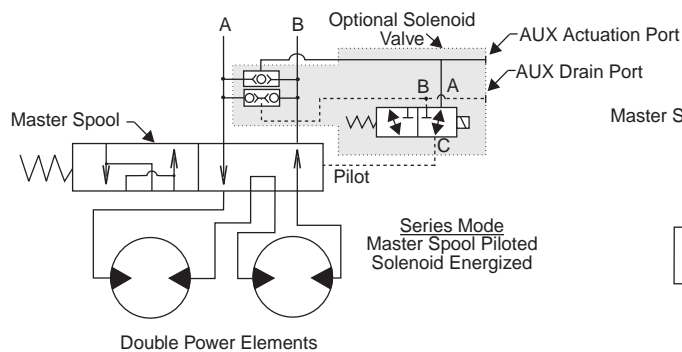 A
B
Optional Solenoid
Valve
AUX Actuation Port
AUX Drain Port
B
A
C
Master Spool
Master S
Pilot
Series Mode
Master Spool Piloted
Solenoid Energized
Double Power Elements